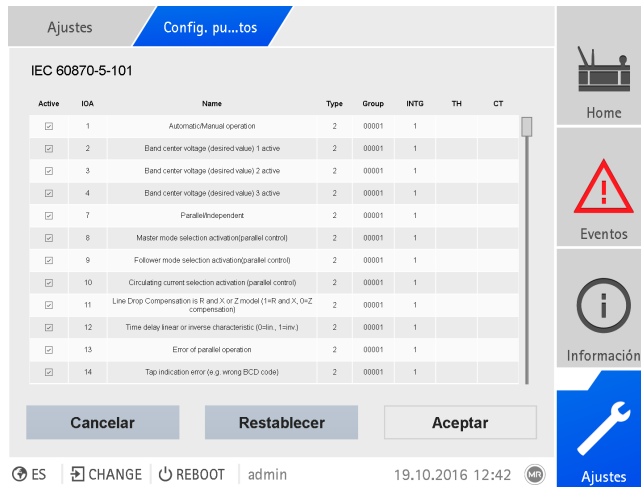 Ajustes
Config. pu...tos
IEC 60870-5-101
Active IOA Name Type Group INTG TH CT
1 Automatic/Manual operation 2 00001 1
2 Band center voltage (desired value) 1 active 2 00001 1
3 Band center voltage (desired value) 2 active 2 00001 1
4 Band center voltage (desired value) 3 active 2 00001 1
7 Parallel/Independent 2 00001 1
8 Master mode selection activation(parallel control) 2 00001 1
9 Follower mode selection activation(parallel control) 2 00001 1
10 Circulating current selection activation (parallel control) 2 00001 1
11 Line Drop Compensation is R and X or Z model (1=R and X, 0=Z
compensation) 2 00001 1
12 Time delay linear or inverse characteristic (0=lin., 1=inv.) 2 00001 1
13 Error of parallel operation 2 00001 1
14 Tap indication error (e.g. wrong BCD code) 2 00001 1
Cancelar
Restablecer
Aceptar
ES
CHANGE
REBOOT
admin
19.10.2016 12:42
MR
Home
Eventos
Información
Ajustes